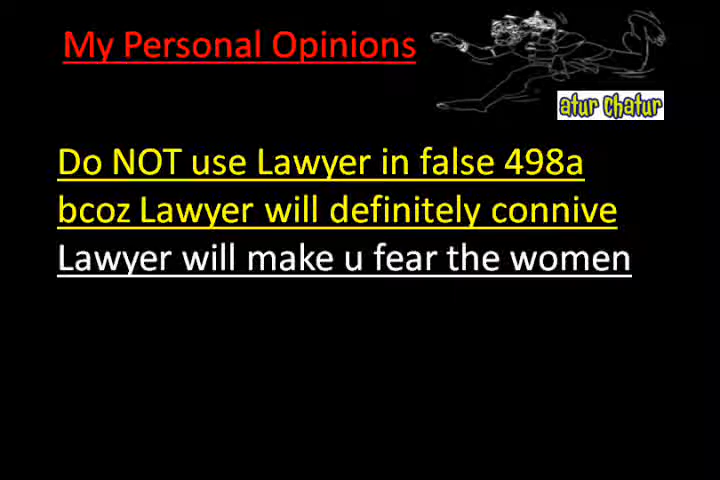 My Personal Opinions
atur chatur
Do NOT use Lawyer in false 498a
bcoz Lawyer will definitely connive
Lawyer will make u fear the women